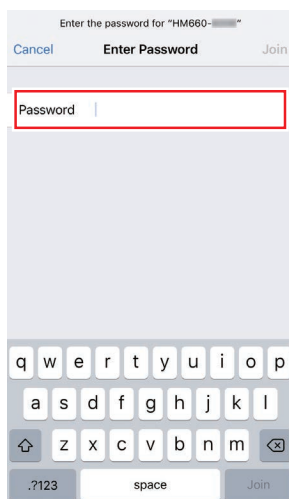 Enter the password for "HM660-    "
Cancel Enter Password Join
Password
q w e r t y u i o p
a s d f g h j k l
z x c v b n m
.?123 space Join